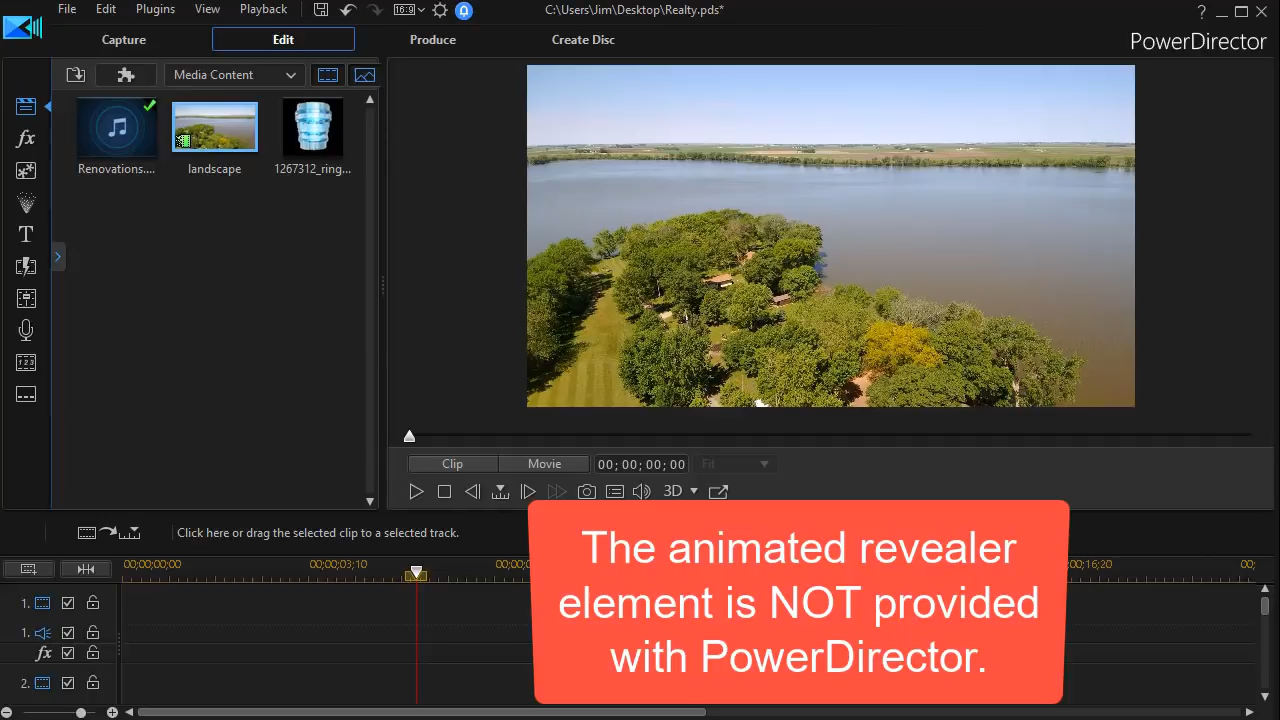 File Edit Plugins View Playback 16:9 C:\Users\Jim\Desktop\Realty.pds* ?
Capture Edit Produce Create Disc PowerDirector
Media Content
Renovations.... landscape 1267312_ring...
fx
T
Clip Movie 00; 00; 00; 00 Fit
3D
Click here or drag the selected clip to a selected track.
00;00;00;00 00;00;03;10 00;00;0 00;16;20 00;
1.
1.
fx
2.
The animated revealer
element is NOT provided
with PowerDirector.